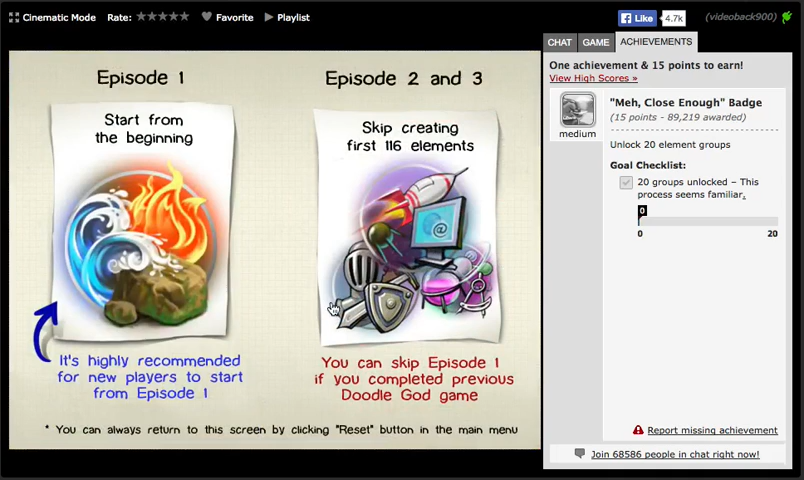 Cinematic Mode Rate: Favorite Playlist
Like 4.7k (videoback900)
CHAT GAME ACHIEVEMENTS
Episode 1
Start from
the beginning
It's highly recommended
for new players to start
from Episode 1
Episode 2 and 3
Skip creating
first 116 elements
@
You can skip Episode 1
if you completed previous
Doodle God game
* You can always return to this screen by clicking "Reset" button in the main menu
One achievement & 15 points to earn!
View High Scores »
medium
"Meh, Close Enough" Badge
(15 points - 89,219 awarded)
Unlock 20 element groups
Goal Checklist:
20 groups unlocked – This
process seems familiar.
0
0 20
Report missing achievement
Join 68586 people in chat right now!